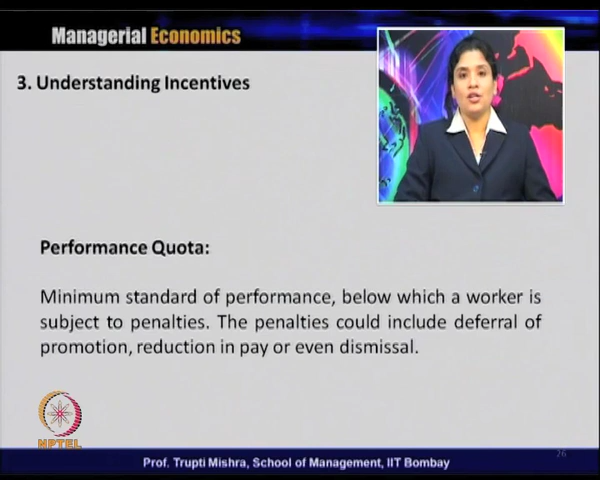 Managerial Economics
3. Understanding Incentives
Performance Quota:
Minimum standard of performance, below which a worker is
subject to penalties. The penalties could include deferral of
promotion, reduction in pay or even dismissal.
NPTEL
26
Prof. Trupti Mishra, School of Management, IIT Bombay